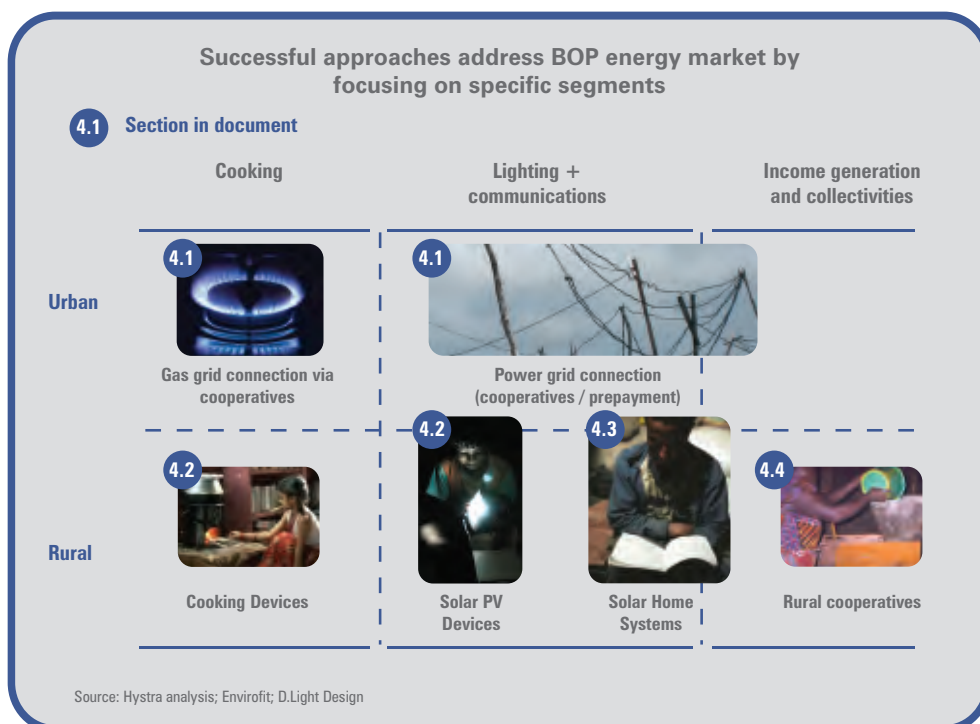 Successful approaches address BOP energy market by
focusing on specific segments
4.1 Section in document
Cooking
Lighting +
communications
Income generation
and collectivities
Urban
4.1
Gas grid connection via
cooperatives
4.1
Power grid connection
(cooperatives / prepayment)
Rural
4.2
Cooking Devices
4.2
Solar PV
Devices
4.3
Solar Home
Systems
4.4
Rural cooperatives
Source: Hystra analysis; Envirofit; D.Light Design